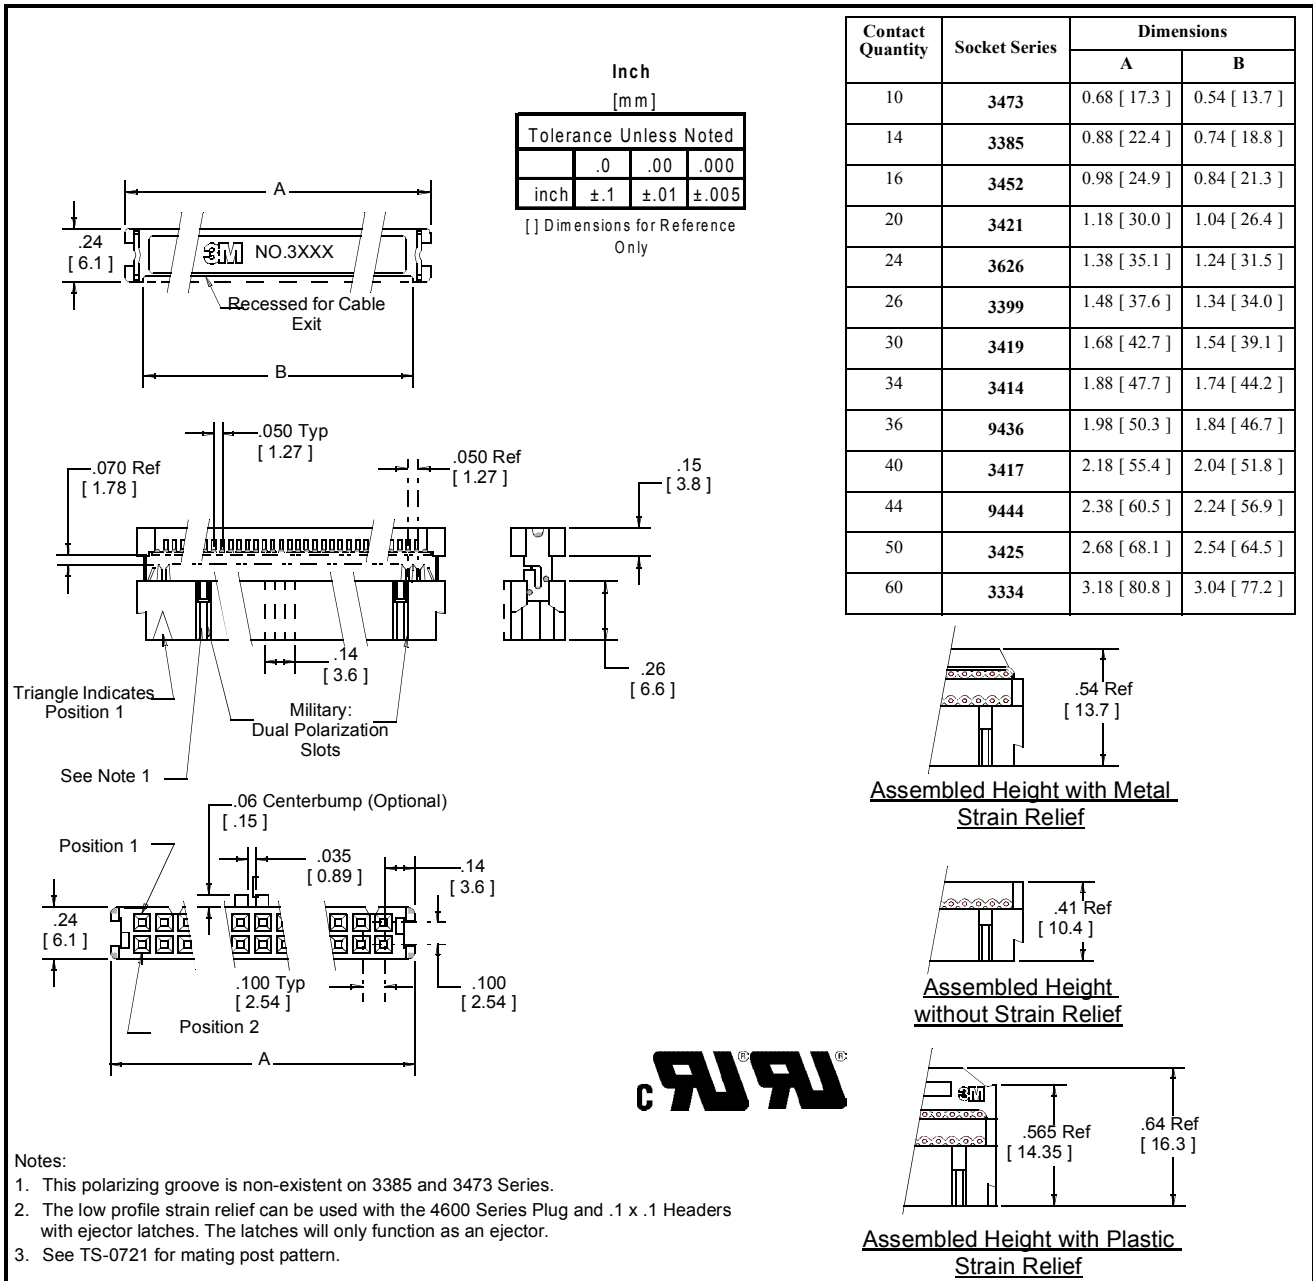 Inch
[mm]
Tolerance Unless Noted
.0 .00 .000
inch ±.1 ±.01 ±.005
[ ] Dimensions for Reference
Only
Contact Quantity Socket Series Dimensions
A B
10 3473 0.68 [ 17.3 ] 0.54 [ 13.7 ]
14 3385 0.88 [ 22.4 ] 0.74 [ 18.8 ]
16 3452 0.98 [ 24.9 ] 0.84 [ 21.3 ]
20 3421 1.18 [ 30.0 ] 1.04 [ 26.4 ]
24 3626 1.38 [ 35.1 ] 1.24 [ 31.5 ]
26 3399 1.48 [ 37.6 ] 1.34 [ 34.0 ]
30 3419 1.68 [ 42.7 ] 1.54 [ 39.1 ]
34 3414 1.88 [ 47.7 ] 1.74 [ 44.2 ]
36 9436 1.98 [ 50.3 ] 1.84 [ 46.7 ]
40 3417 2.18 [ 55.4 ] 2.04 [ 51.8 ]
44 9444 2.38 [ 60.5 ] 2.24 [ 56.9 ]
50 3425 2.68 [ 68.1 ] 2.54 [ 64.5 ]
60 3334 3.18 [ 80.8 ] 3.04 [ 77.2 ]
A
.24
[ 6.1 ]
3M NO.3XXX
Recessed for Cable
Exit
B
.050 Typ
[ 1.27 ]
.070 Ref
[ 1.78 ]
.050 Ref
[ 1.27 ]
.15
[ 3.8 ]
.14
[ 3.6 ]
.26
[ 6.6 ]
Triangle Indicates
Position 1
Military:
Dual Polarization
Slots
See Note 1
.06 Centerbump (Optional)
[ .15 ]
Position 1
.035
[ 0.89 ]
.14
[ 3.6 ]
.24
[ 6.1 ]
.100 Typ
[ 2.54 ]
.100
[ 2.54 ]
Position 2
A
.54 Ref
[ 13.7 ]
Assembled Height with Metal
Strain Relief
.41 Ref
[ 10.4 ]
Assembled Height
without Strain Relief
3M
.565 Ref
[ 14.35 ]
.64 Ref
[ 16.3 ]
Assembled Height with Plastic
Strain Relief
c RU ® RU ®
Notes:
1. This polarizing groove is non-existent on 3385 and 3473 Series.
2. The low profile strain relief can be used with the 4600 Series Plug and .1 x .1 Headers
with ejector latches. The latches will only function as an ejector.
3. See TS-0721 for mating post pattern.